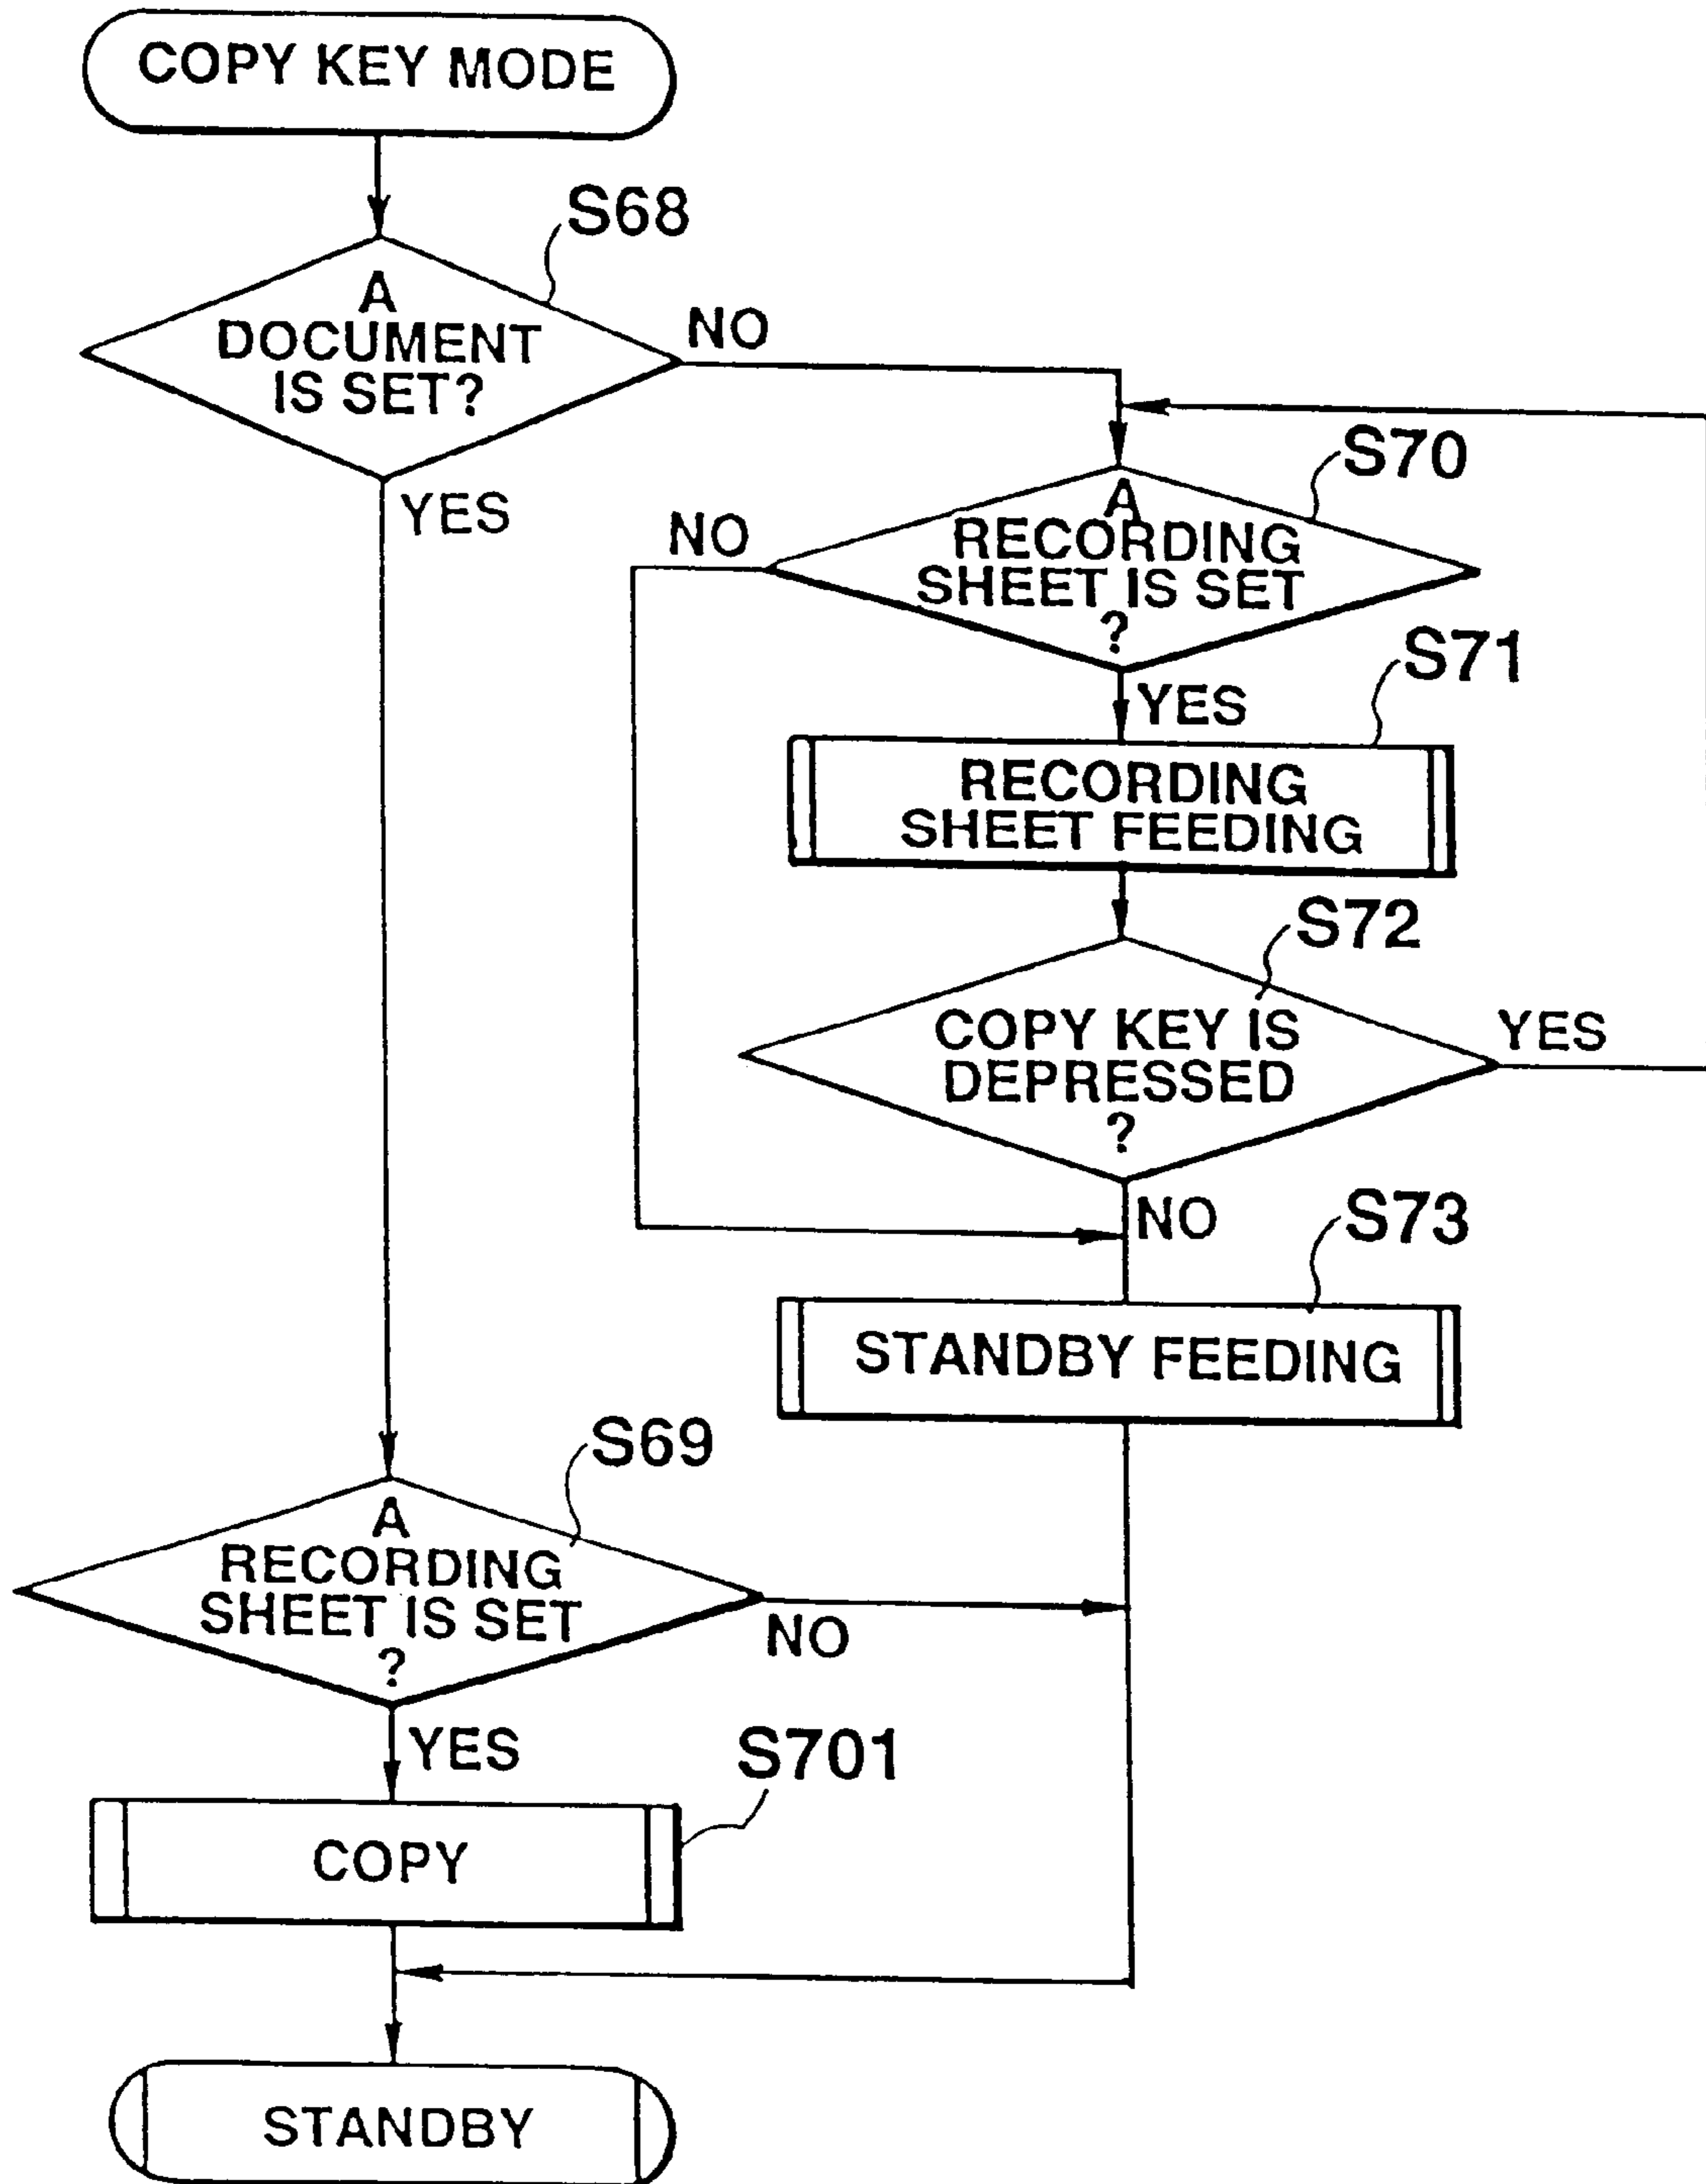 COPY KEY MODE
S68
A
DOCUMENT
IS SET?
NO
YES
S70
A
RECORDING
SHEET IS SET
?
NO
YES
S71
RECORDING
SHEET FEEDING
S72
COPY KEY IS
DEPRESSED
?
YES
NO
S73
STANDBY FEEDING
S69
A
RECORDING
SHEET IS SET
?
NO
YES
S701
COPY
STANDBY